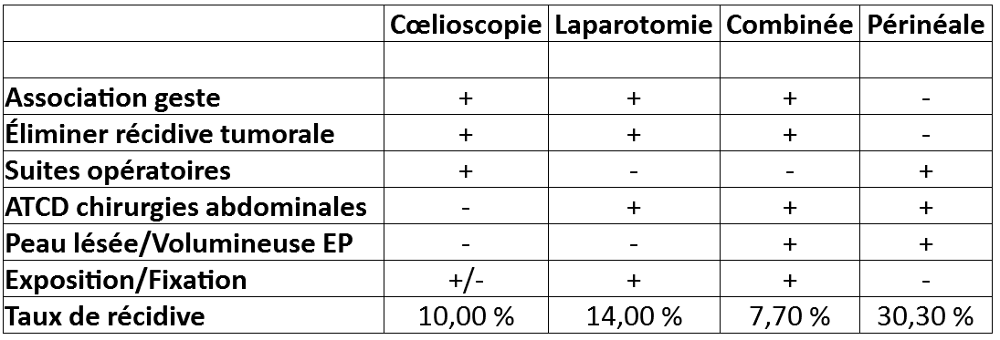 Cœlioscopie Laparotomie Combinée Périnéale
Association geste + + + -
Éliminer récidive tumorale + + + -
Suites opératoires + - - +
ATCD chirurgies abdominales - + + +
Peau lésée/Volumineuse EP - - + +
Exposition/Fixation +/- + + -
Taux de récidive 10,00 % 14,00 % 7,70 % 30,30 %